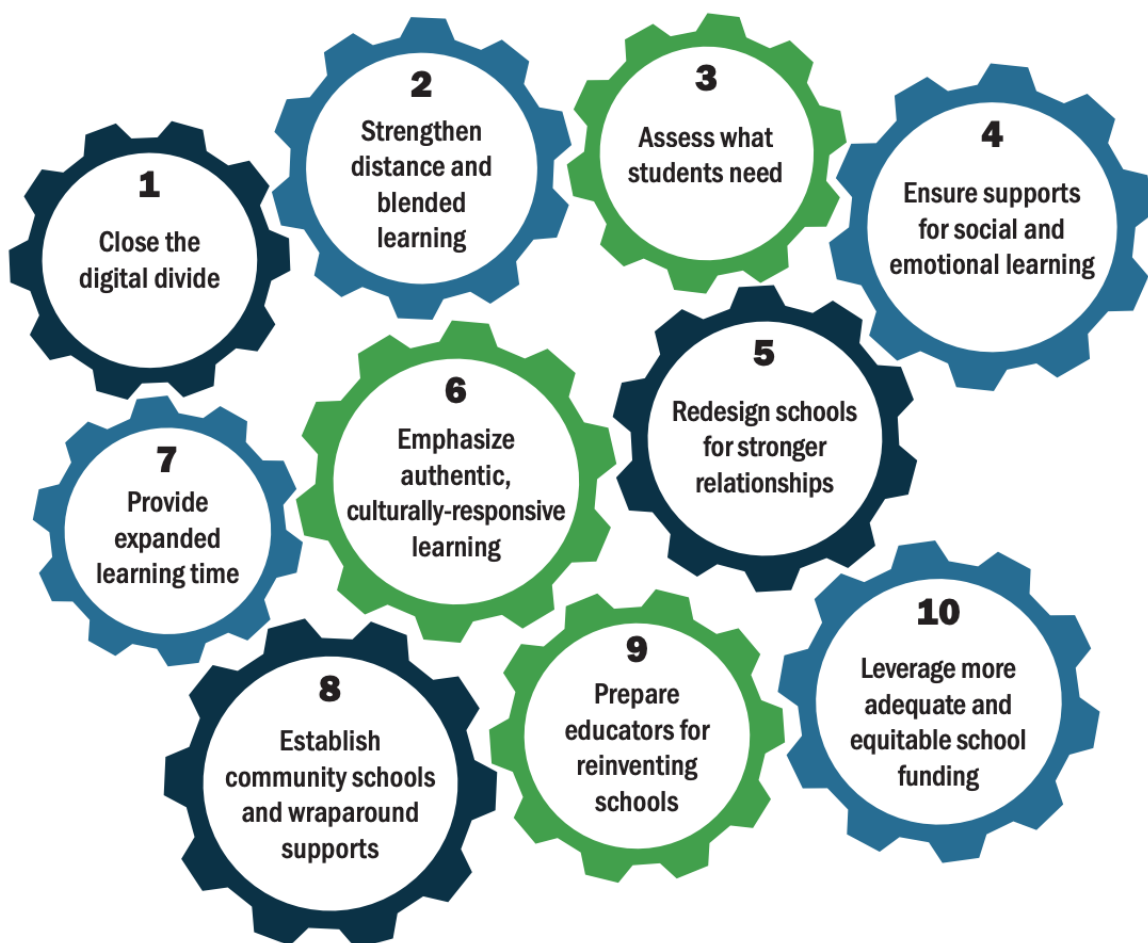 1
Close the
digital divide
2
Strengthen
distance and
blended
learning
3
Assess what
students need
4
Ensure supports
for social and
emotional learning
5
Redesign schools
for stronger
relationships
6
Emphasize
authentic,
culturally-responsive
learning
7
Provide
expanded
learning time
8
Establish
community schools
and wraparound
supports
9
Prepare
educators for
reinventing
schools
10
Leverage more
adequate and
equitable school
funding